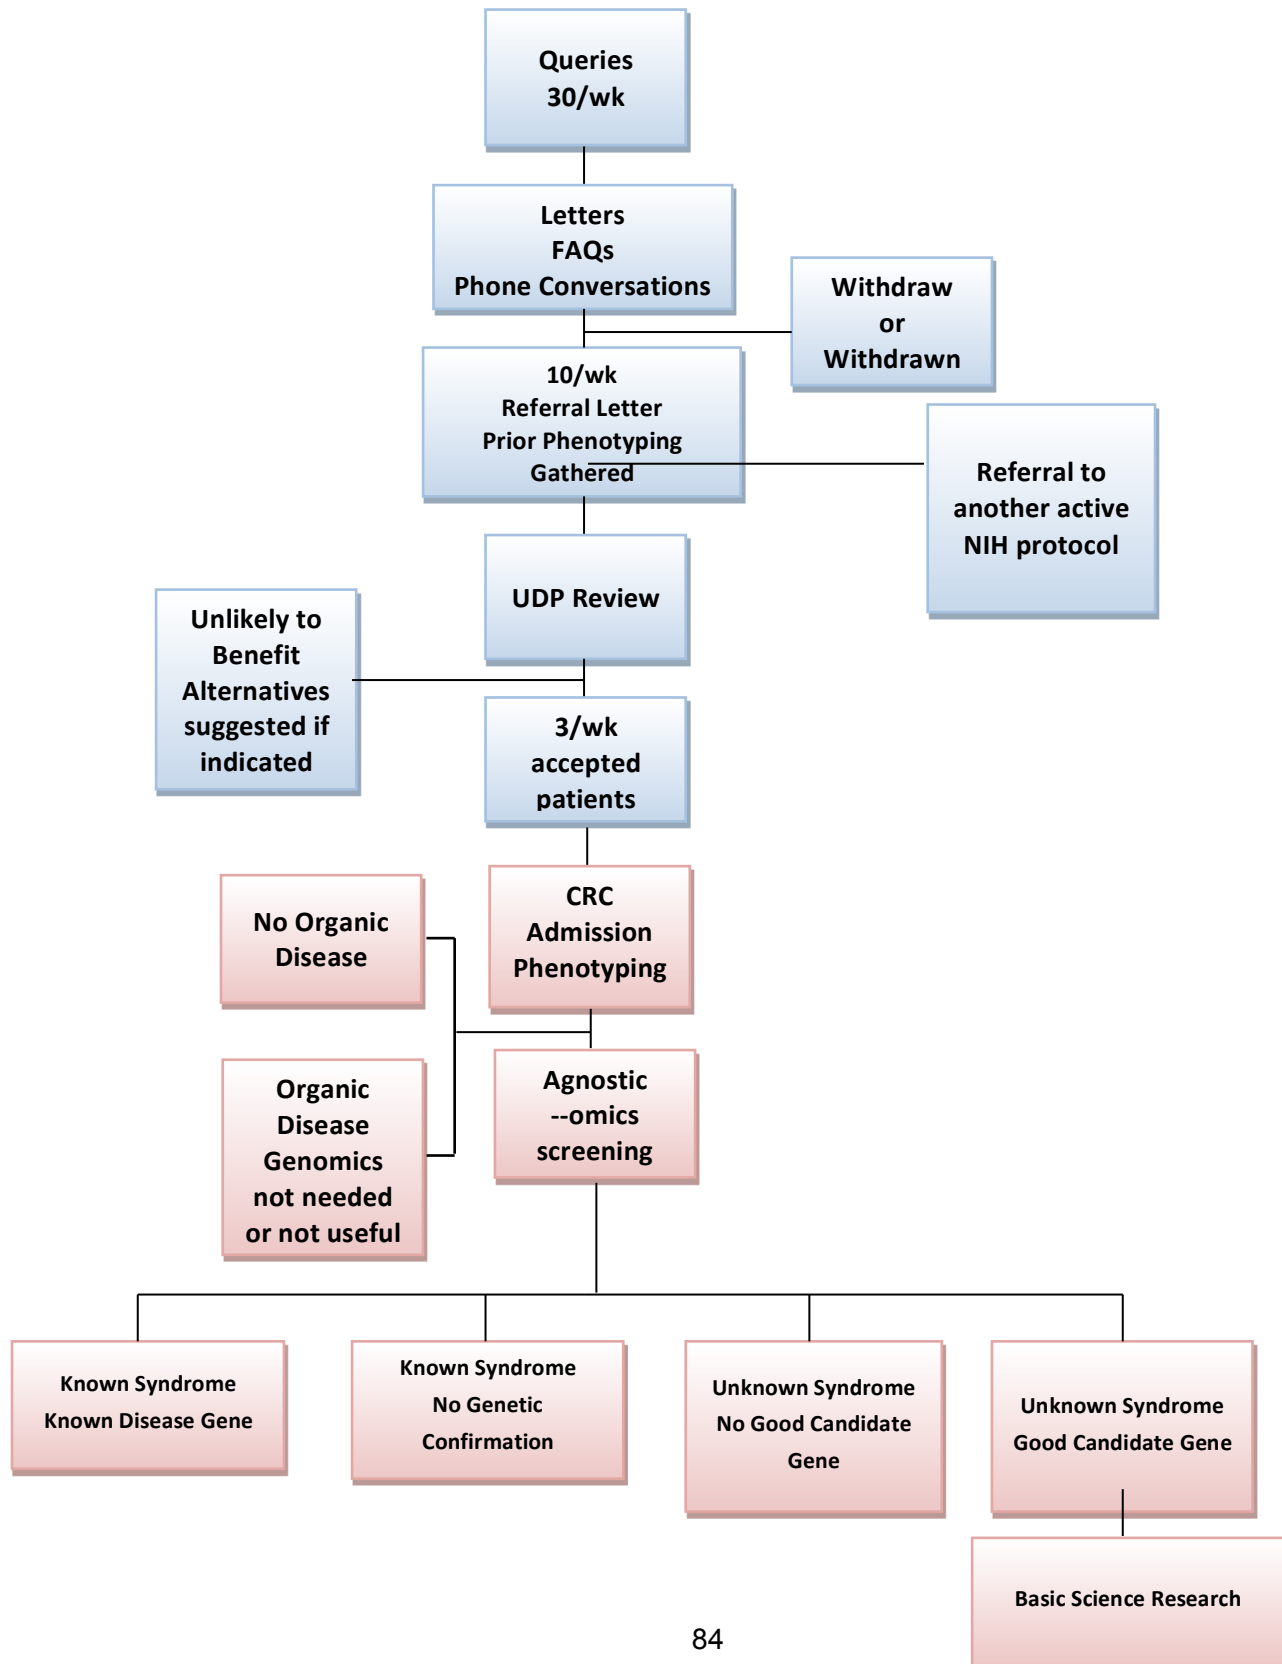 Queries
30/wk
Letters
FAQs
Phone Conversations
Withdraw
or
Withdrawn
10/wk
Referral Letter
Prior Phenotyping
Gathered
Referral to
another active
NIH protocol
UDP Review
Unlikely to
Benefit
Alternatives
suggested if
indicated
3/wk
accepted
patients
CRC
Admission
Phenotyping
No Organic
Disease
Organic
Disease
Genomics
not needed
or not useful
Agnostic
--omics
screening
Known Syndrome
Known Disease Gene
Known Syndrome
No Genetic
Confirmation
Unknown Syndrome
No Good Candidate
Gene
Unknown Syndrome
Good Candidate Gene
Basic Science Research
84